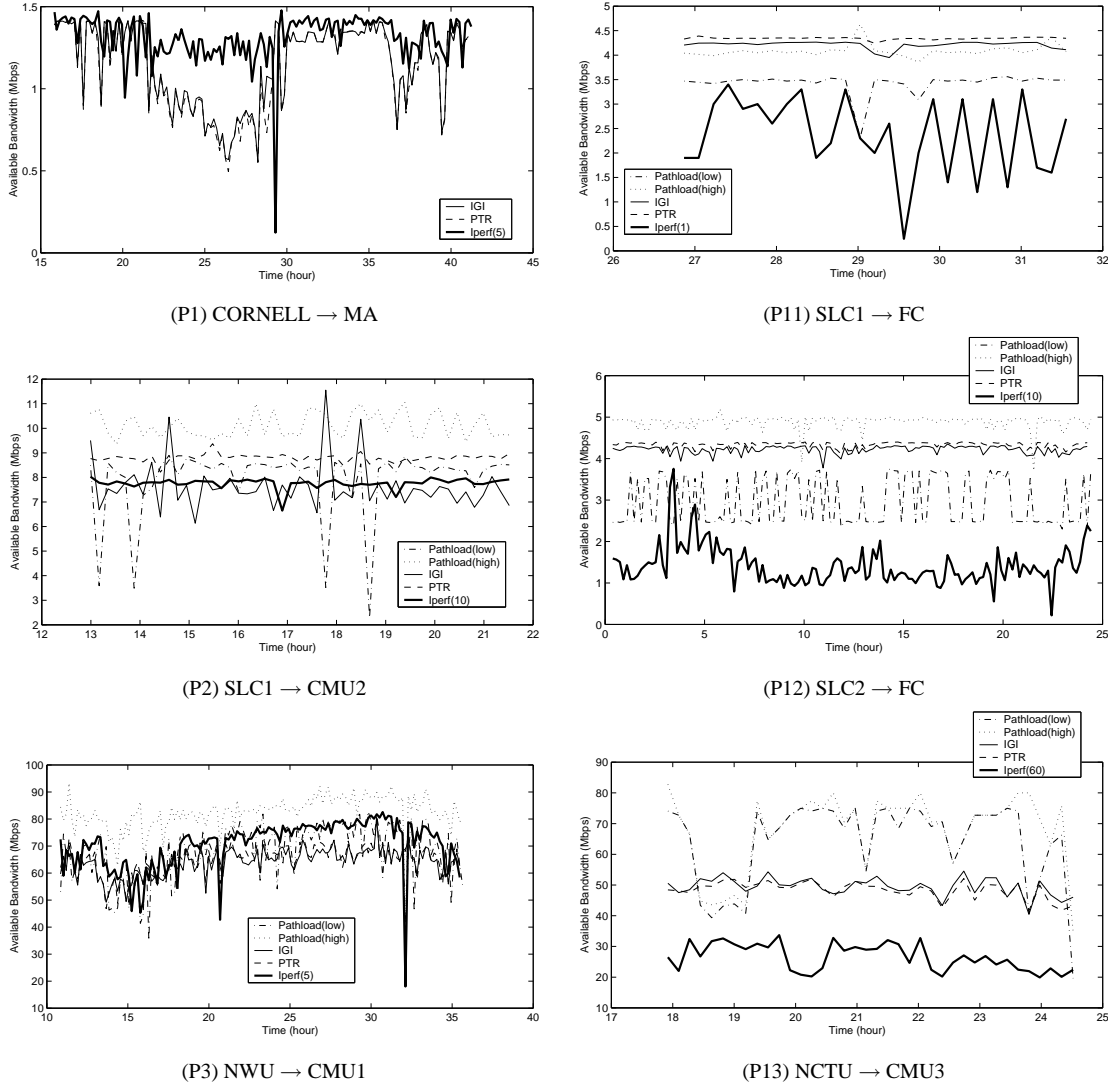 1.5
1
0.5
0
Available Bandwidth (Mbps)
15 20 25 30 35 40 45
Time (hour)
IGI
PTR
Iperf(5)
(P1) CORNELL → MA
5
4.5
4
3.5
3
2.5
2
1.5
1
0.5
0
Available Bandwidth (Mbps)
26 27 28 29 30 31 32
Time (hour)
Pathload(low)
Pathload(high)
IGI
PTR
Iperf(1)
(P11) SLC1 → FC
12
11
10
9
8
7
6
5
4
3
2
Available Bandwidth (Mbps)
12 13 14 15 16 17 18 19 20 21 22
Time (hour)
Pathload(low)
Pathload(high)
IGI
PTR
Iperf(10)
(P2) SLC1 → CMU2
Pathload(low)
Pathload(high)
IGI
PTR
Iperf(10)
6
5
4
3
2
1
0
Available Bandwidth (Mbps)
0 5 10 15 20 25
Time (hour)
(P12) SLC2 → FC
100
90
80
70
60
50
40
30
20
10
Available Bandwidth (Mbps)
10 15 20 25 30 35 40
Time (hour)
Pathload(low)
Pathload(high)
IGI
PTR
Iperf(5)
(P3) NWU → CMU1
Pathload(low)
Pathload(high)
IGI
PTR
Iperf(60)
90
80
70
60
50
40
30
20
10
Available Bandwidth (Mbps)
17 18 19 20 21 22 23 24 25
Time (hour)
(P13) NCTU → CMU3